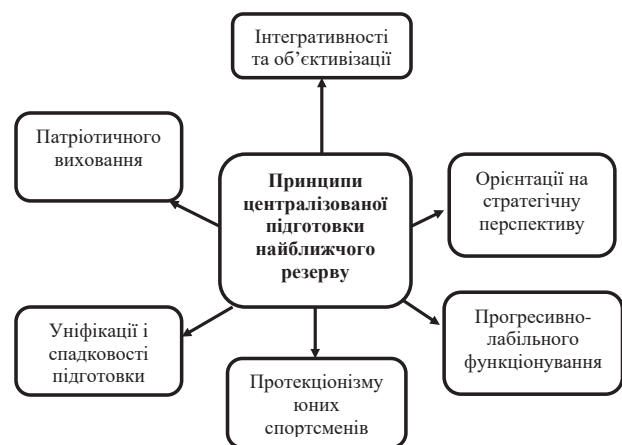 Інтегративності
та об’єктивізації
Патріотичного
виховання
Принципи
централізованої
підготовки
найближчого
резерву
Орієнтації на
стратегічну
перспективу
Уніфікації і
спадковості
підготовки
Прогресивно-
лабільного
функціонування
Протекціонізму
юних
спортсменів